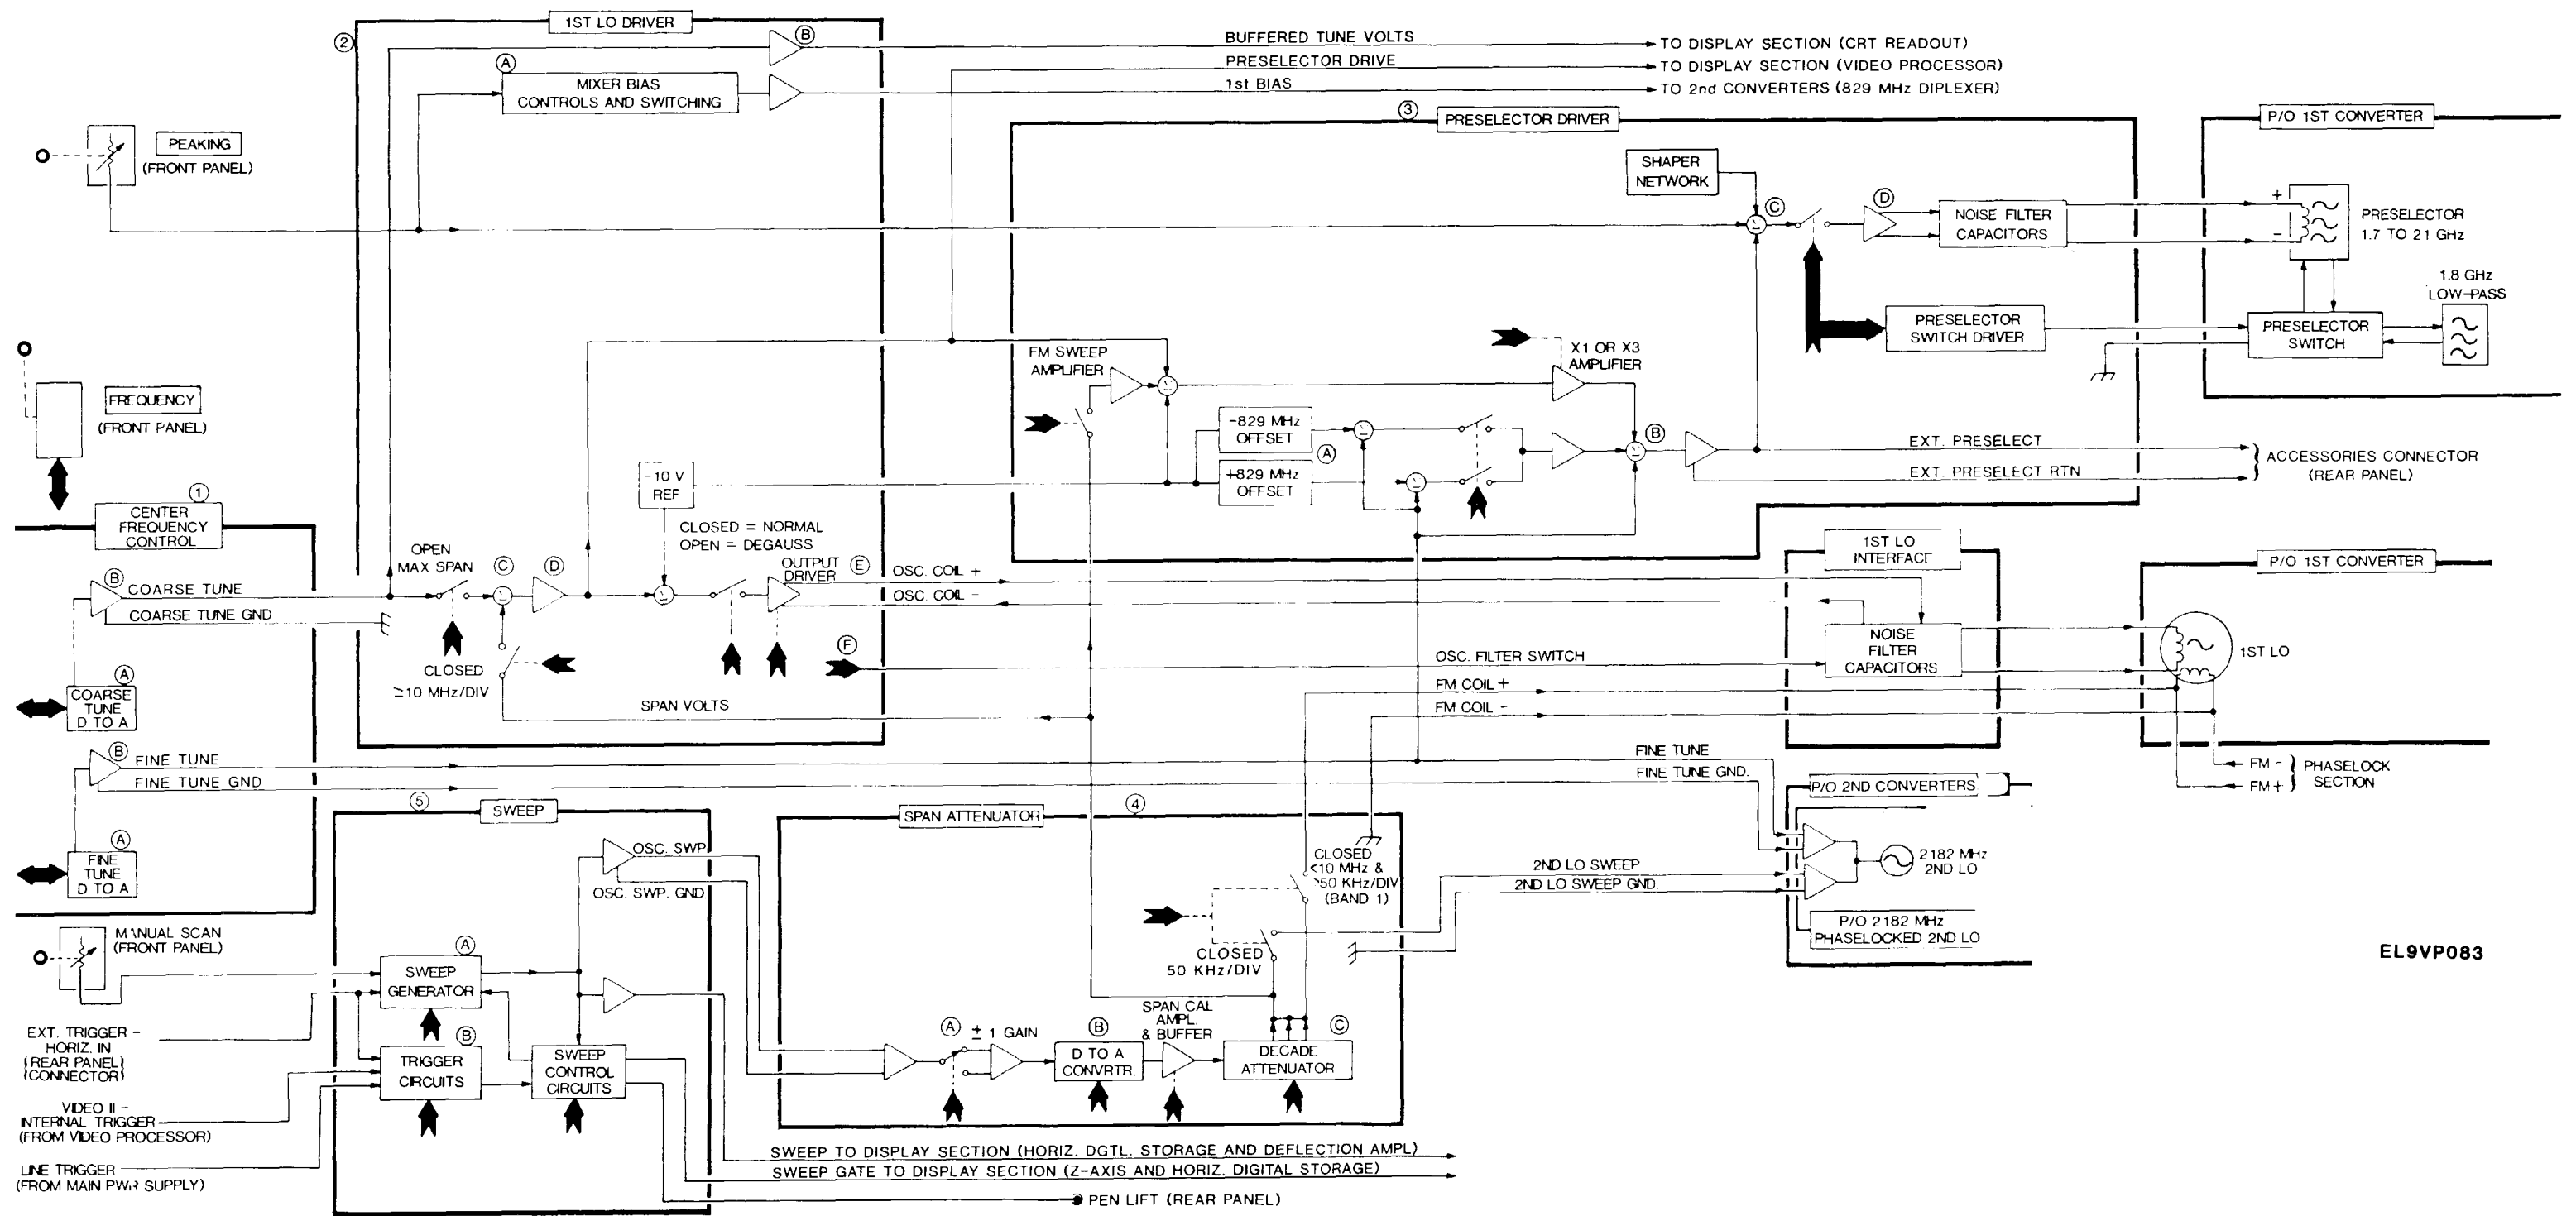 1ST LO DRIVER
2
B
BUFFERED TUNE VOLTS
TO DISPLAY SECTION (CRT READOUT)
PRESELECTOR DRIVE
TO DISPLAY SECTION (VIDEO PROCESSOR)
1st BIAS
TO 2nd CONVERTERS (829 MHz DIPLEXER)
A
MIXER BIAS
CONTROLS AND SWITCHING
PEAKING
(FRONT PANEL)
3
PRESELECTOR DRIVER
P/O 1ST CONVERTER
SHAPER
NETWORK
Σ
C
D
NOISE FILTER
CAPACITORS
+
−
PRESELECTOR
1.7 TO 21 GHz
1.8 GHz
LOW-PASS
PRESELECTOR
SWITCH DRIVER
PRESELECTOR
SWITCH
FM SWEEP
AMPLIFIER
Σ
X1 OR X3
AMPLIFIER
-829 MHz
OFFSET
Σ
A
+829 MHz
OFFSET
Σ
Σ
B
EXT. PRESELECT
EXT. PRESELECT RTN
ACCESSORIES CONNECTOR
(REAR PANEL)
FREQUENCY
(FRONT PANEL)
1
CENTER
FREQUENCY
CONTROL
-10 V
REF
CLOSED = NORMAL
OPEN = DEGAUSS
OPEN
MAX SPAN
C
Σ
D
Σ
OUTPUT
DRIVER
E
OSC. COIL +
OSC. COIL -
B
COARSE TUNE
COARSE TUNE GND
CLOSED
≥10 MHz/DIV
F
OSC. FILTER SWITCH
SPAN VOLTS
A
COARSE
TUNE
D TO A
1ST LO
INTERFACE
NOISE
FILTER
CAPACITORS
P/O 1ST CONVERTER
1ST LO
FM COIL +
FM COIL -
FM -
FM +
PHASELOCK
SECTION
B
FINE TUNE
FINE TUNE GND
FINE TUNE
FINE TUNE GND.
A
FINE
TUNE
D TO A
P/O 2ND CONVERTERS
2182 MHz
2ND LO
P/O 2182 MHz
PHASELOCKED 2ND LO
5
SWEEP
OSC. SWP.
OSC. SWP. GND.
SPAN ATTENUATOR
4
CLOSED
<10 MHz &
>50 KHz/DIV
(BAND 1)
2ND LO SWEEP
2ND LO SWEEP GND.
CLOSED
50 KHz/DIV
MANUAL SCAN
(FRONT PANEL)
A
SWEEP
GENERATOR
EXT. TRIGGER -
HORIZ. IN
(REAR PANEL)
(CONNECTOR)
B
TRIGGER
CIRCUITS
SWEEP
CONTROL
CIRCUITS
A
± 1 GAIN
B
D TO A
CONVRTR.
SPAN CAL
AMPL.
& BUFFER
C
DECADE
ATTENUATOR
VIDEO II -
INTERNAL TRIGGER
(FROM VIDEO PROCESSOR)
LINE TRIGGER
(FROM MAIN PWR SUPPLY)
SWEEP TO DISPLAY SECTION (HORIZ. DGTL. STORAGE AND DEFLECTION AMPL)
SWEEP GATE TO DISPLAY SECTION (Z-AXIS AND HORIZ. DIGITAL STORAGE)
PEN LIFT (REAR PANEL)
EL9VP083